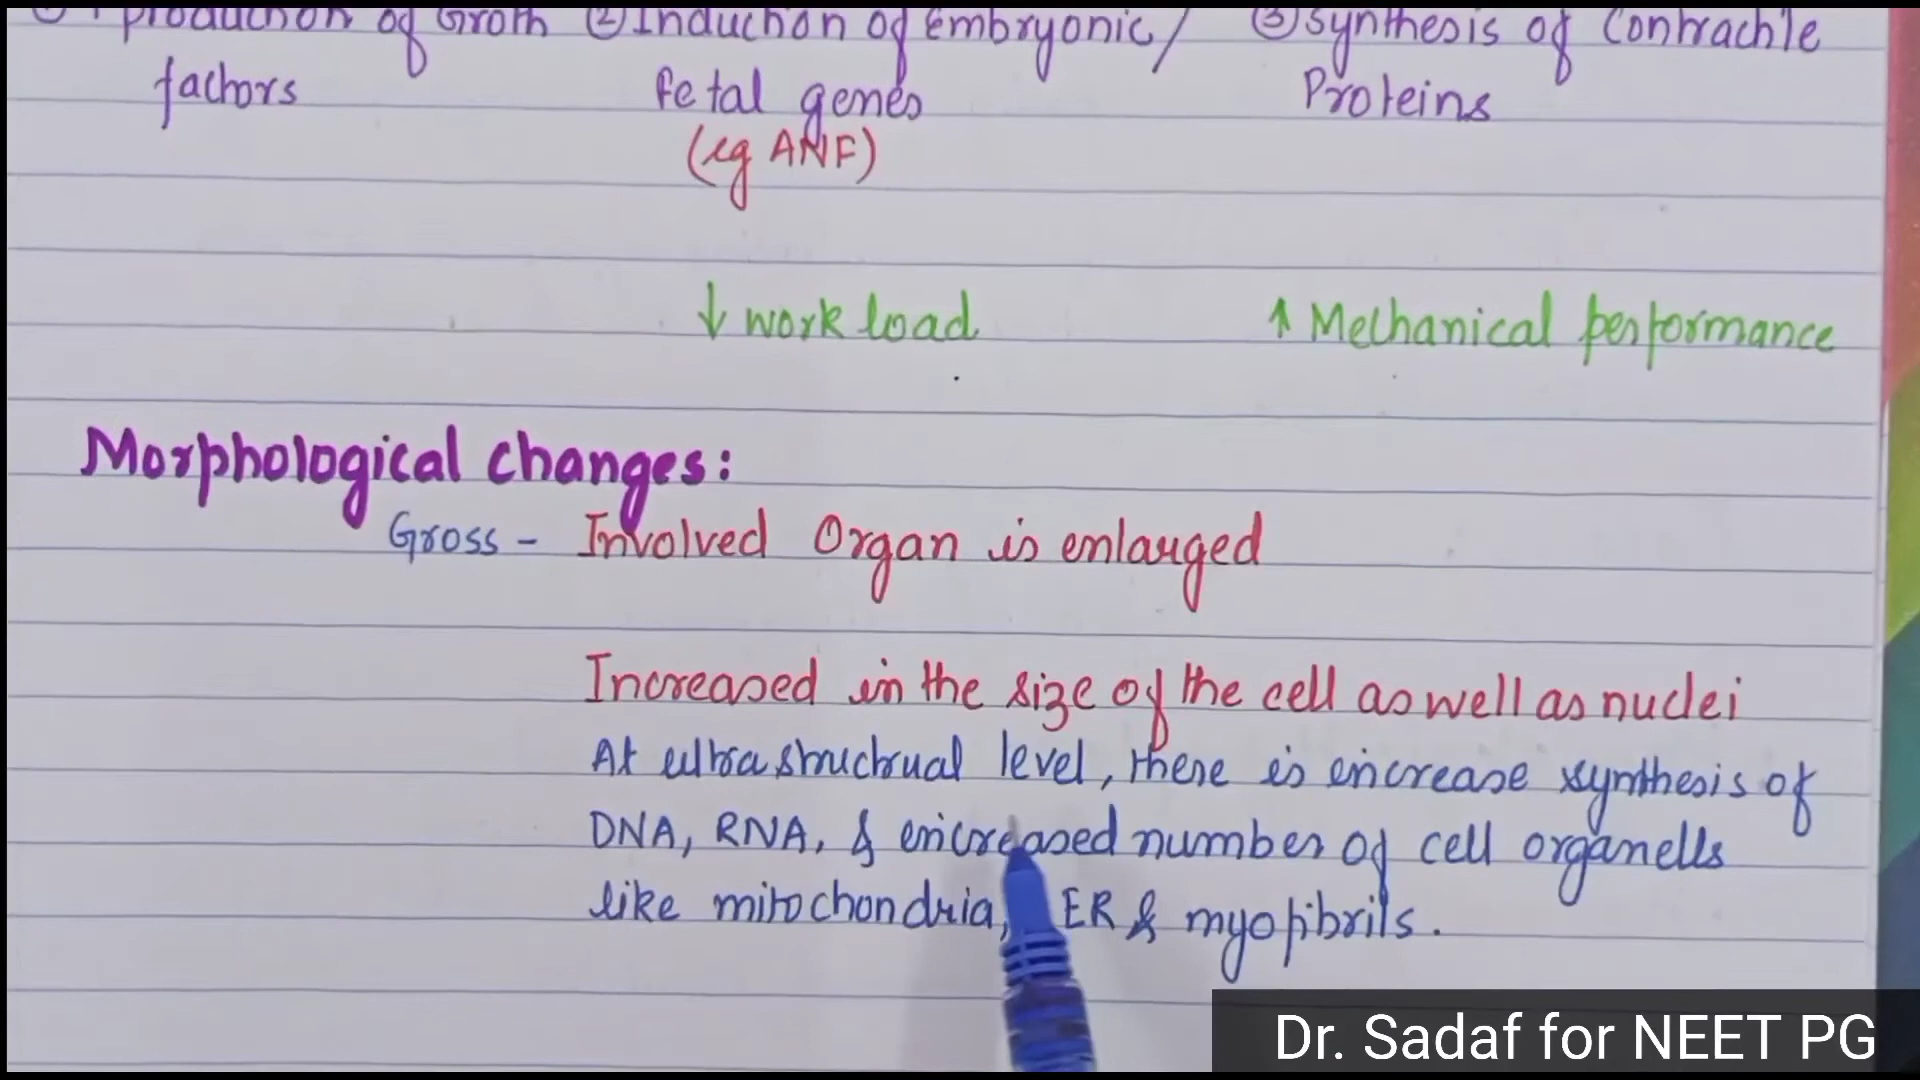 ① ↑ production of Groth ② Induction of Embryonic/ ③ synthesis of Contractile
factors fetal genes Proteins
(eg ANF)
↓ work load ↑ Mechanical performance
Morphological changes:
Gross - Involved Organ is enlarged
Increased in the size of the cell as well as nuclei
At ultrastructrual level, there is increase synthesis of
DNA, RNA, & increased number of cell organells
like mitochondria, ER & myofibrils.
Dr. Sadaf for NEET PG